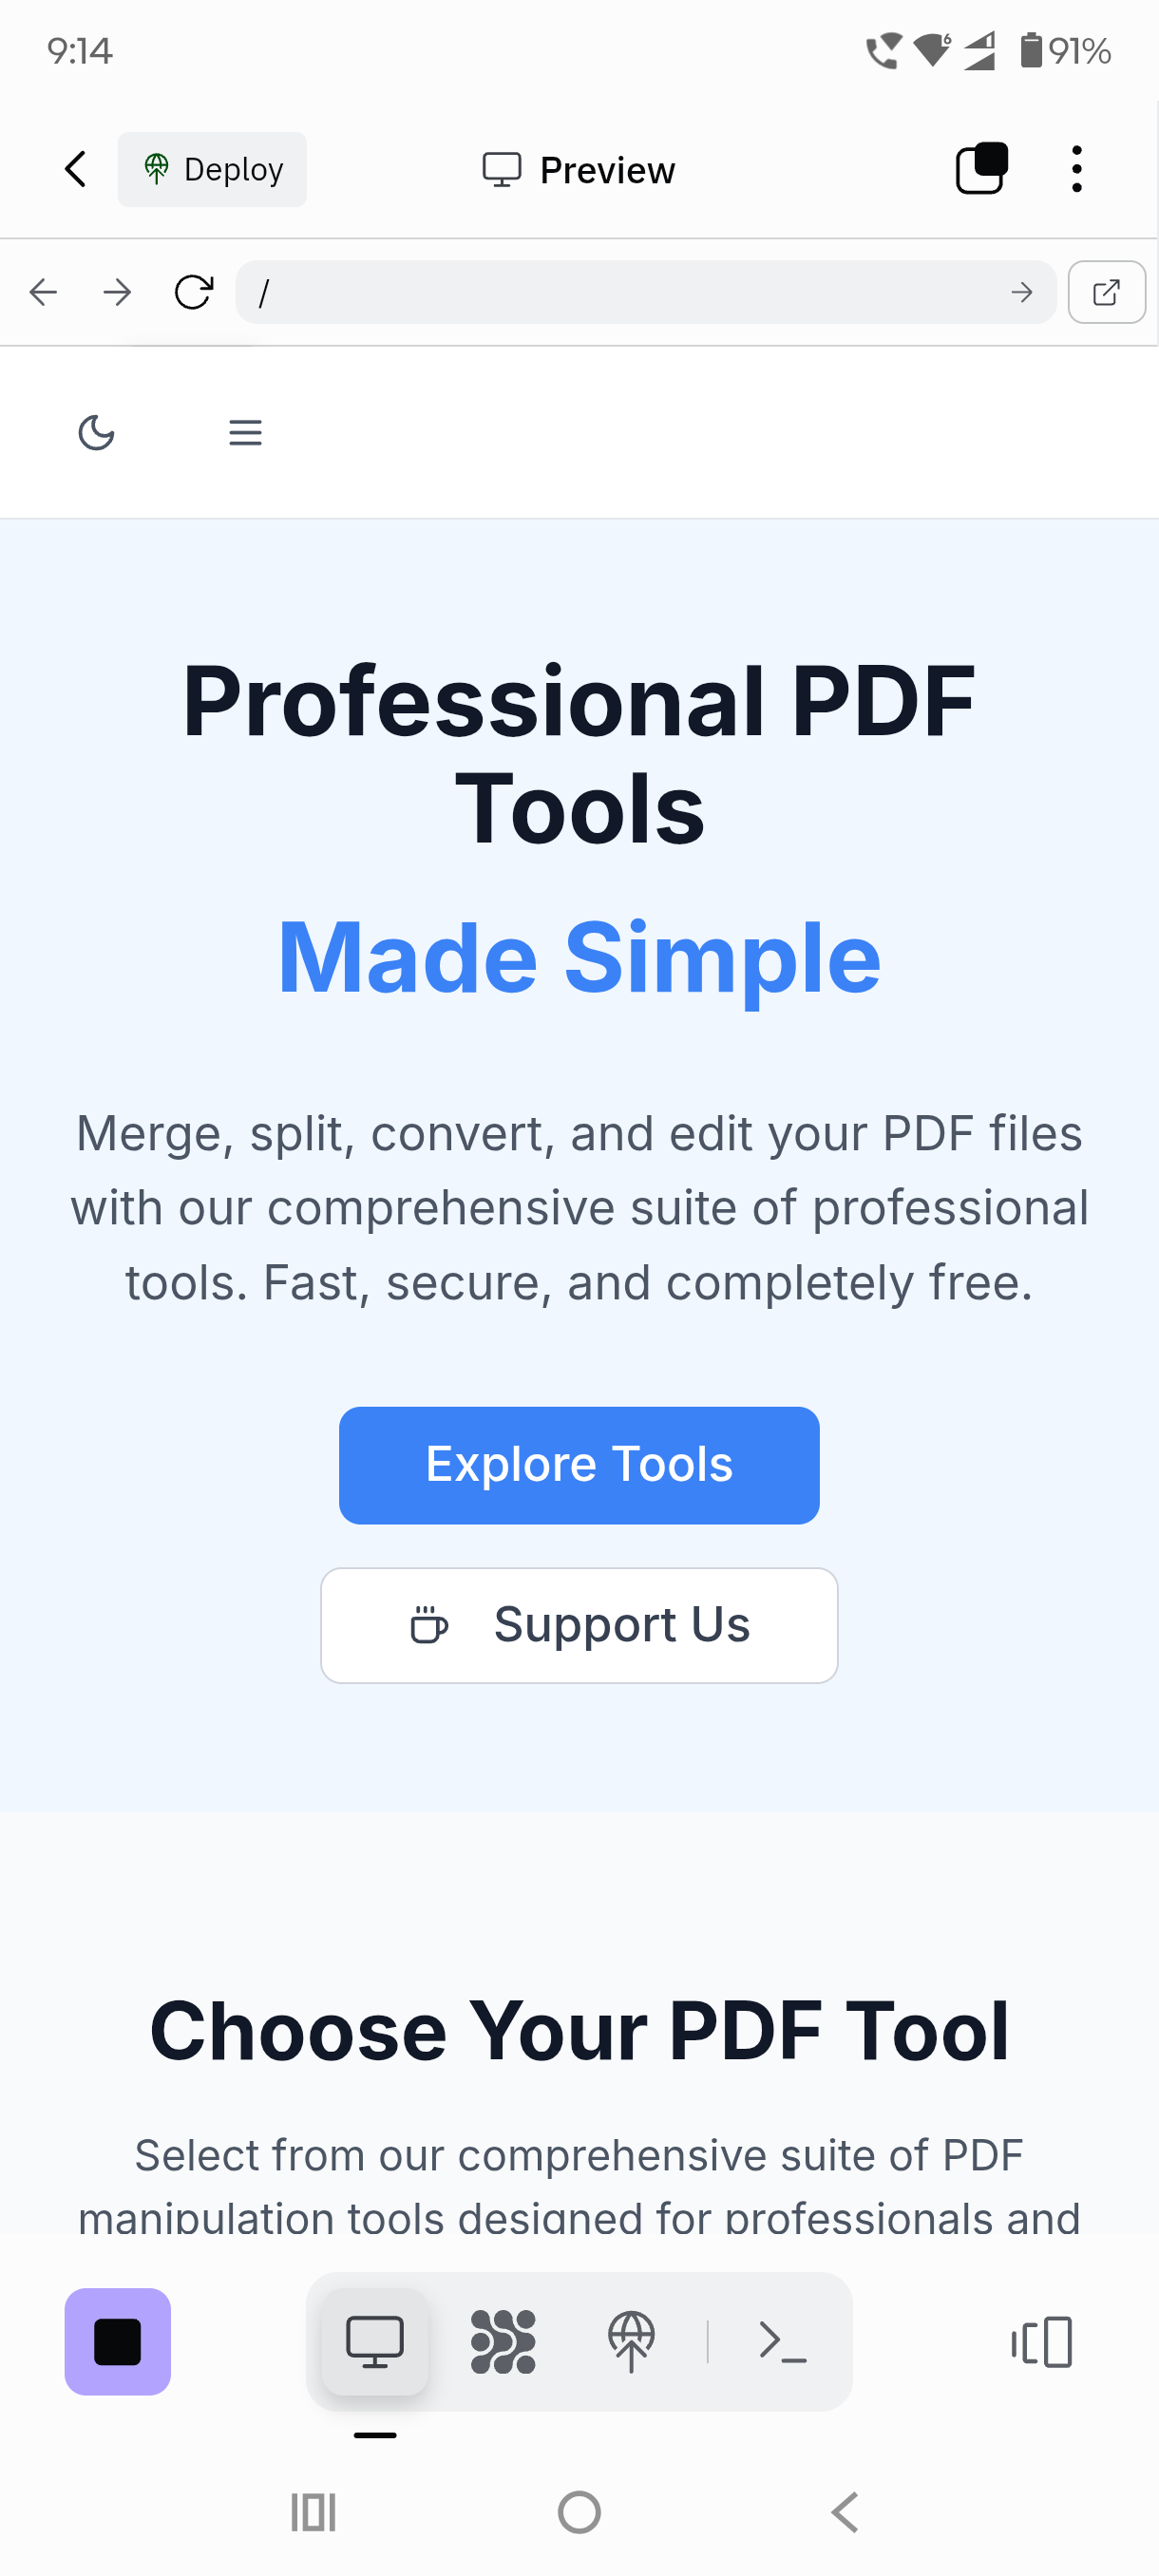 9:14
6
91%
Deploy
Preview
/
Professional PDF
Tools
Made Simple
Merge, split, convert, and edit your PDF files
with our comprehensive suite of professional
tools. Fast, secure, and completely free.
Explore Tools
Support Us
Choose Your PDF Tool
Select from our comprehensive suite of PDF
manipulation tools designed for professionals and